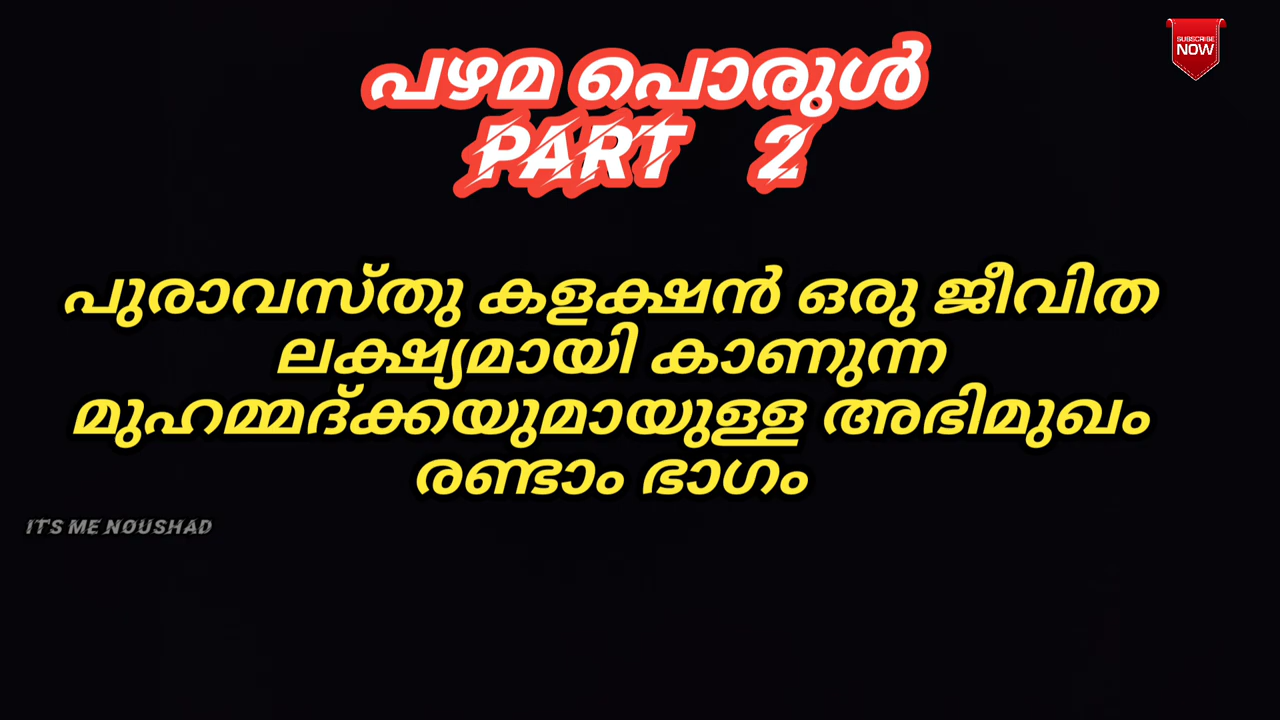 SUBSCRIBE
NOW
പഴമ പൊരുൾ
PART 2
പുരാവസ്തു കളക്ഷൻ ഒരു ജീവിത
ലക്ഷ്യമായി കാണുന്ന
മുഹമ്മദ്ക്കയുമായുള്ള അഭിമുഖം
രണ്ടാം ഭാഗം
IT'S ME NOUSHAD